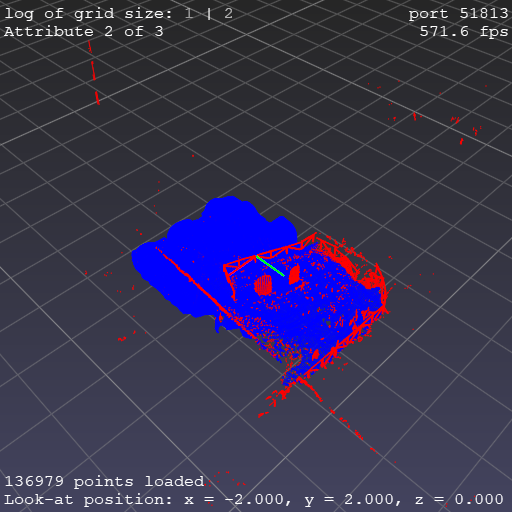 log of grid size: 1 | 2
port 51813
Attribute 2 of 3
571.6 fps
136979 points loaded
Look-at position: x = -2.000, y = 2.000, z = 0.000